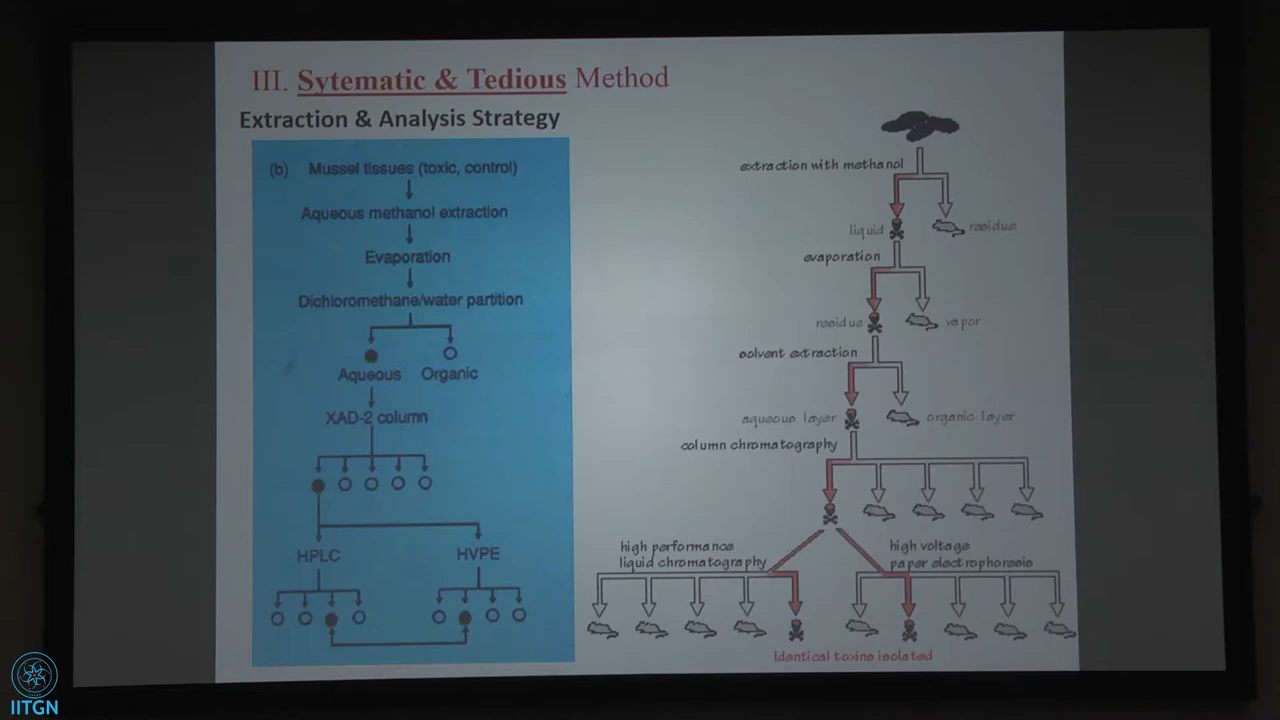 III. Sytematic & Tedious Method
Extraction & Analysis Strategy
(b) Mussel tissues (toxic, control)
Aqueous methanol extraction
Evaporation
Dichloromethane/water partition
Aqueous Organic
XAD-2 column
HPLC HVPE
extraction with methanol
liquid residue
evaporation
residue vapor
solvent extraction
aqueous layer organic layer
column chromatography
high performance
liquid chromatography
high voltage
paper electrophoresis
Identical toxins isolated
IITGN